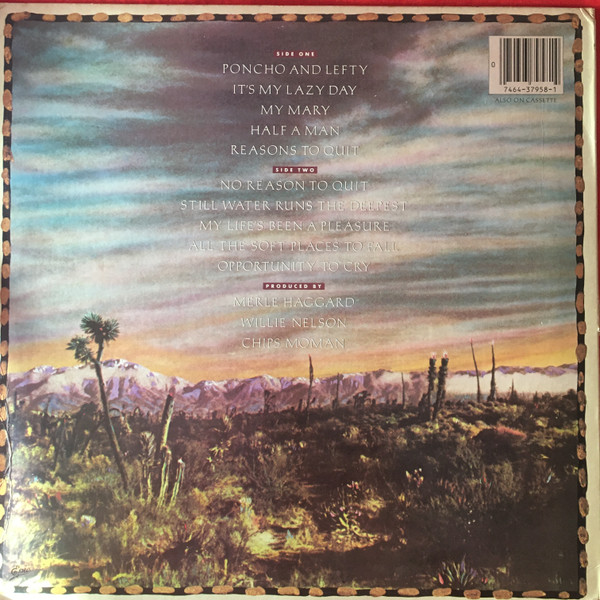 SIDE ONE
PONCHO AND LEFTY
IT'S MY LAZY DAY
MY MARY
HALF A MAN
REASONS TO QUIT
SIDE TWO
NO REASON TO QUIT
STILL WATER RUNS THE DEEPEST
MY LIFE'S BEEN A PLEASURE
ALL THE SOFT PLACES TO FALL
OPPORTUNITY TO CRY
PRODUCED BY
MERLE HAGGARD
WILLIE NELSON
CHIPS MOMAN
0
7464-37958-1
ALSO ON CASSETTE
Epic